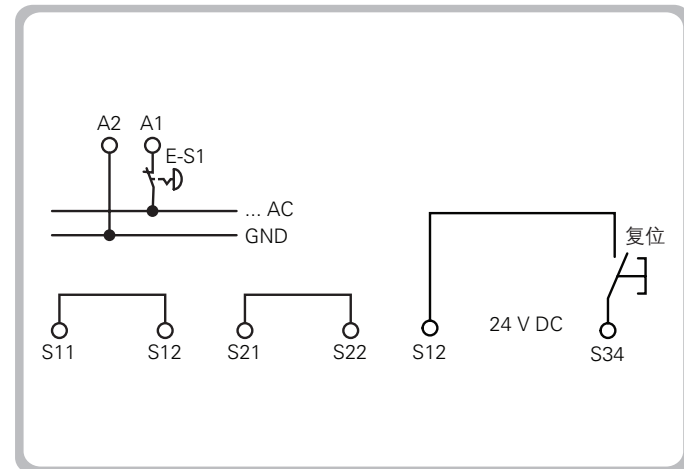 A2 A1
E-S1
... AC
GND
复位
S11 S12 S21 S22 S12 24 V DC S34